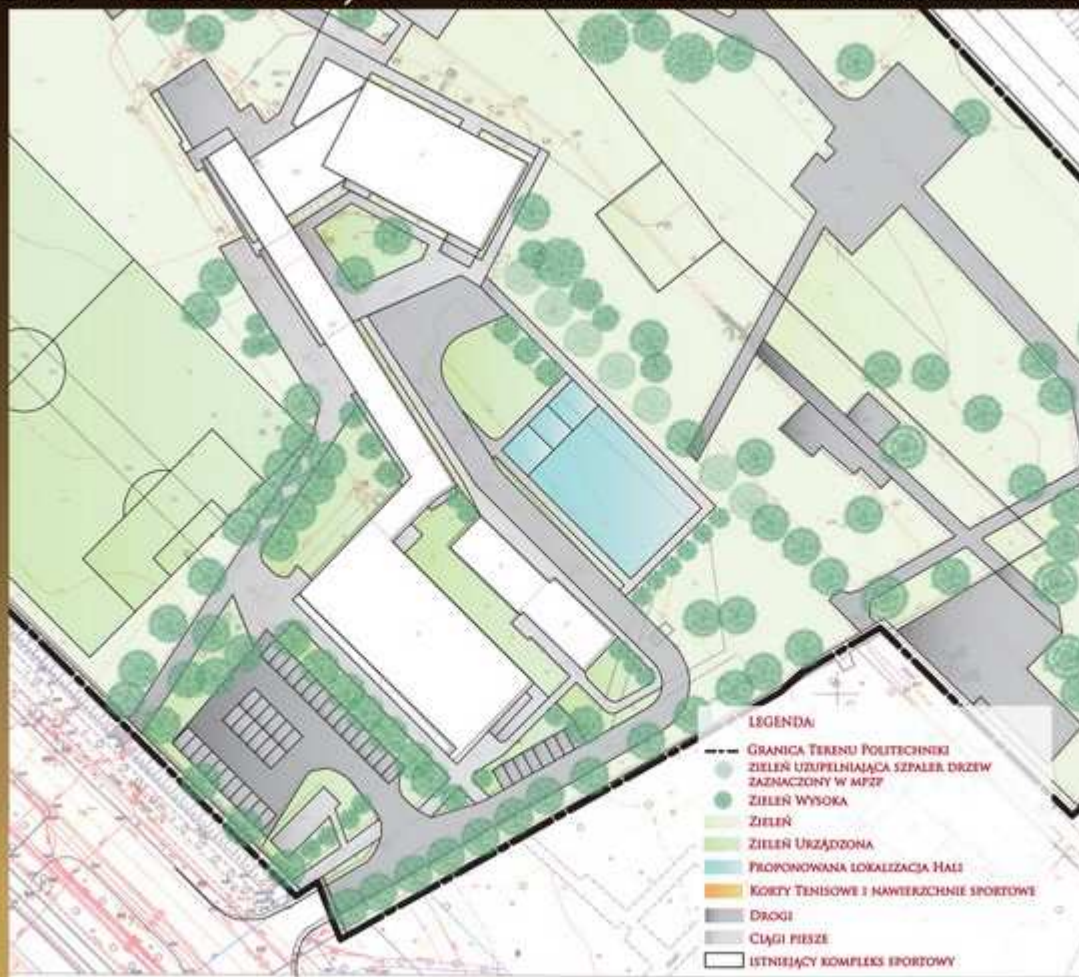 LEGENDA:
GRANICA TERENU POLITECHNIKI
ZIELEŃ UZUPEŁNIAJĄCA SZPALER DRZEW
ZAZNACZONY W MPZP
ZIELEŃ WYSOKA
ZIELEŃ
ZIELEŃ URZĄDZONA
PROPONOWANA LOKALIZACJA HALI
KORTY TENISOWE I NAWIERZCHNIE SPORTOWE
DROGI
CIĄGI PIESZE
ISTNIEJĄCY KOMPLEKS SPORTOWY